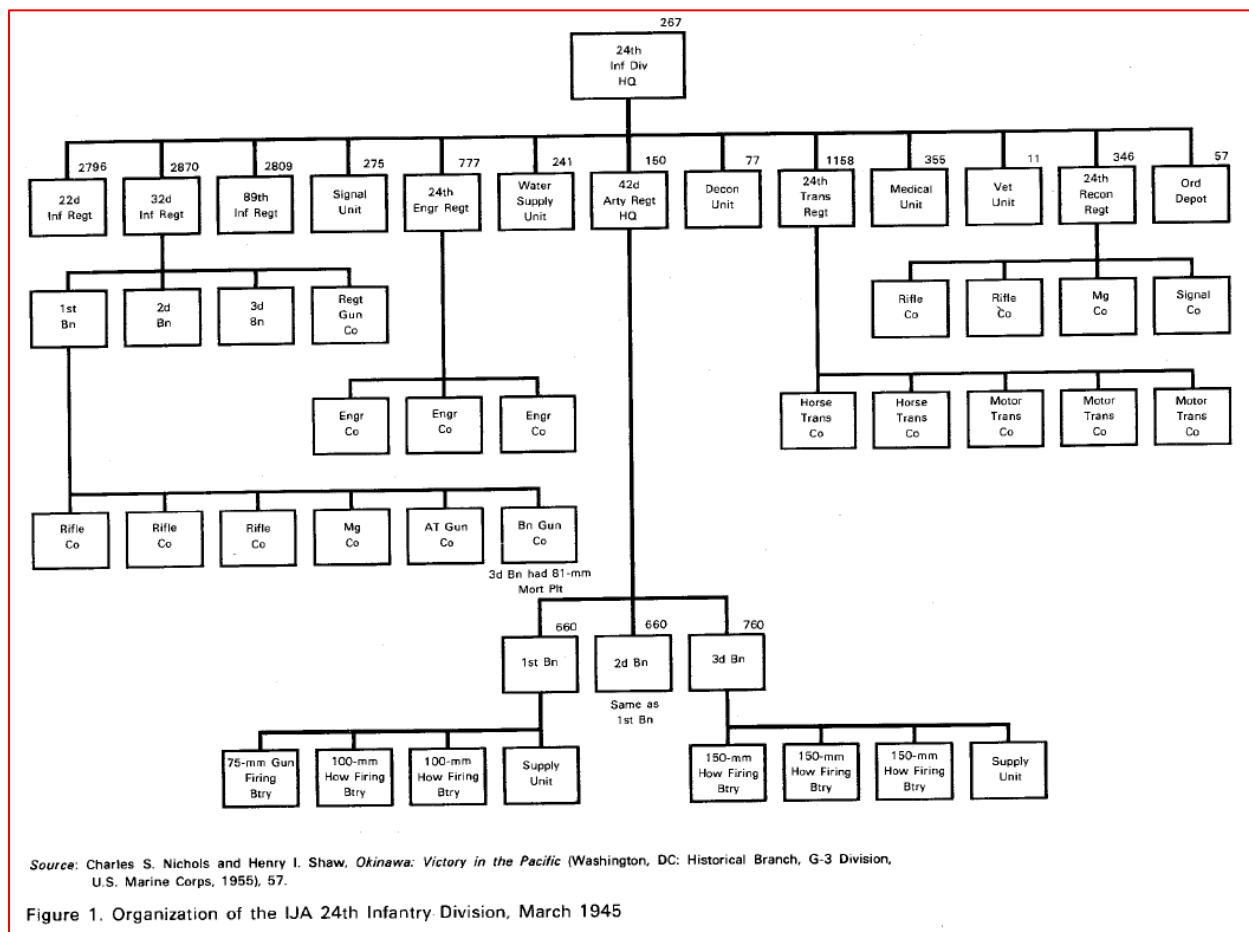 267
24th
Inf Div
HQ
2796
22d
Inf Regt
2870
32d
Inf Regt
2809
89th
Inf Regt
275
Signal
Unit
777
24th
Engr Regt
241
Water
Supply
Unit
150
42d
Arty Regt
HQ
77
Decon
Unit
1158
24th
Trans
Regt
355
Medical
Unit
11
Vet
Unit
346
24th
Recon
Regt
57
Ord
Depot
1st
Bn
2d
Bn
3d
8n
Regt
Gun
Co
Rifle
Co
Rifle
Co
Mg
Co
Signal
Co
Engr
Co
Engr
Co
Engr
Co
Horse
Trans
Co
Horse
Trans
Co
Motor
Trans
Co
Motor
Trans
Co
Motor
Trans
Co
Rifle
Co
Rifle
Co
Rifle
Co
Mg
Co
AT Gun
Co
Bn Gun
Co
3d Bn had 81-mm
Mort Plt
660
1st Bn
660
2d Bn
Same as
1st Bn
760
3d Bn
75-mm Gun
Firing
Btry
100-mm
How Firing
Btry
100-mm
How Firing
Btry
Supply
Unit
150-mm
How Firing
Btry
150-mm
How Firing
Btry
150-mm
How Firing
Btry
Supply
Unit
Source: Charles S. Nichols and Henry I. Shaw, Okinawa: Victory in the Pacific (Washington, DC: Historical Branch, G-3 Division,
U.S. Marine Corps, 1955), 57.
Figure 1. Organization of the IJA 24th Infantry Division, March 1945